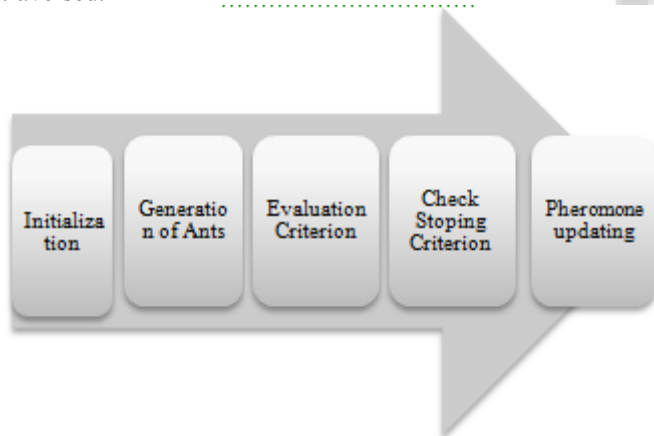 Initializa
tion
Generatio
n of Ants
Evaluation
Criterion
Check
Stoping
Criterion
Pheromone
updating